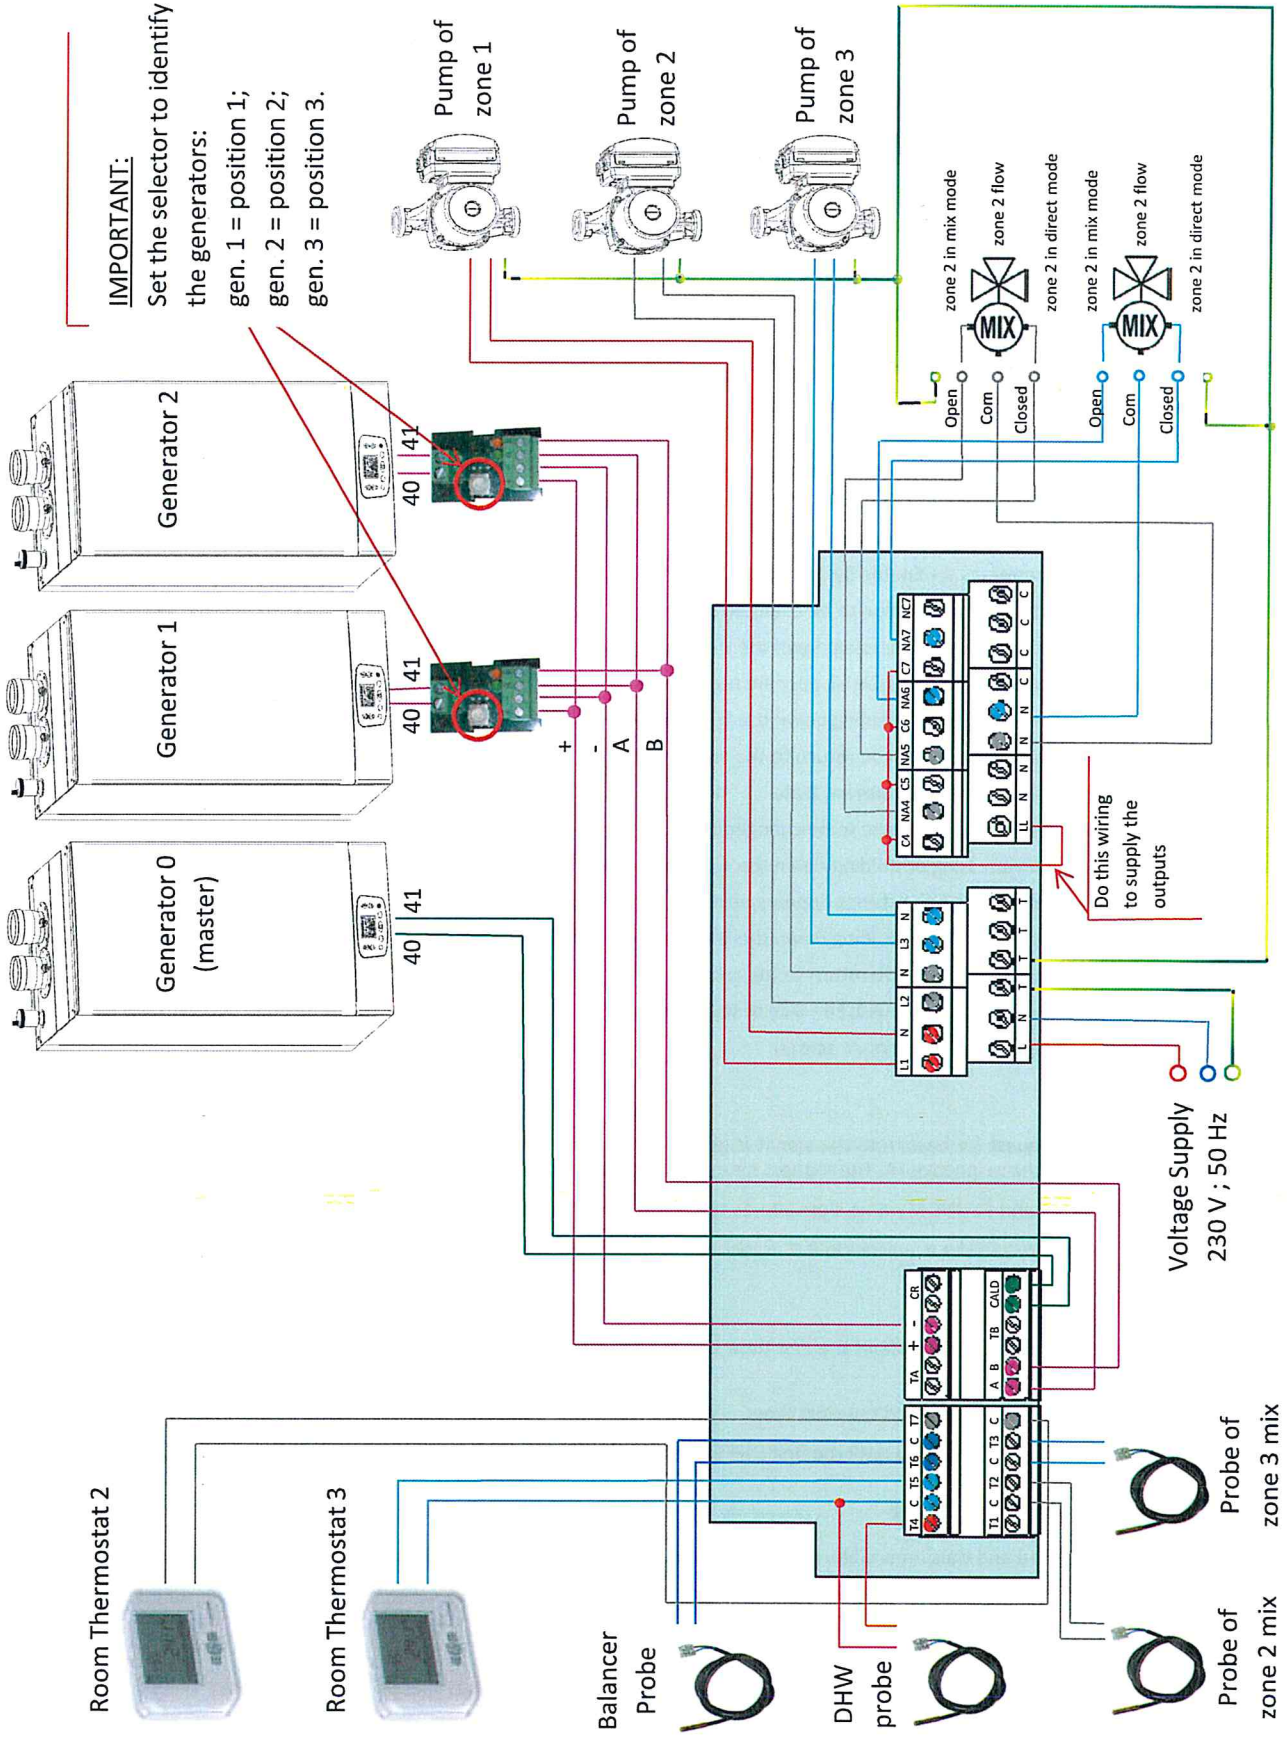 IMPORTANT:
Set the selector to identify
the generators:
gen. 1 = position 1;
gen. 2 = position 2;
gen. 3 = position 3.
Generator 0
(master)
Generator 1
Generator 2
40
41
40
41
40
41
+
-
A
B
Pump of
zone 1
Pump of
zone 2
Pump of
zone 3
Room Thermostat 2
Room Thermostat 3
Balancer
Probe
DHW
probe
Probe of
zone 2 mix
Probe of
zone 3 mix
T4 C T5 T6 C T7
T1 C T2 C T3 C
TA + - CR
A B TB CALD
L1 N L2 N L3 N
L N T T T T
C4 NA4 C5 NA5 C6 NA6 C7 NA7 NC7
LL N N N N C C C C
Voltage Supply
230 V ; 50 Hz
Do this wiring
to supply the
outputs
Open
Com
Closed
MIX
zone 2 in mix mode
zone 2 flow
zone 2 in direct mode
Open
Com
Closed
MIX
zone 2 in mix mode
zone 2 flow
zone 2 in direct mode